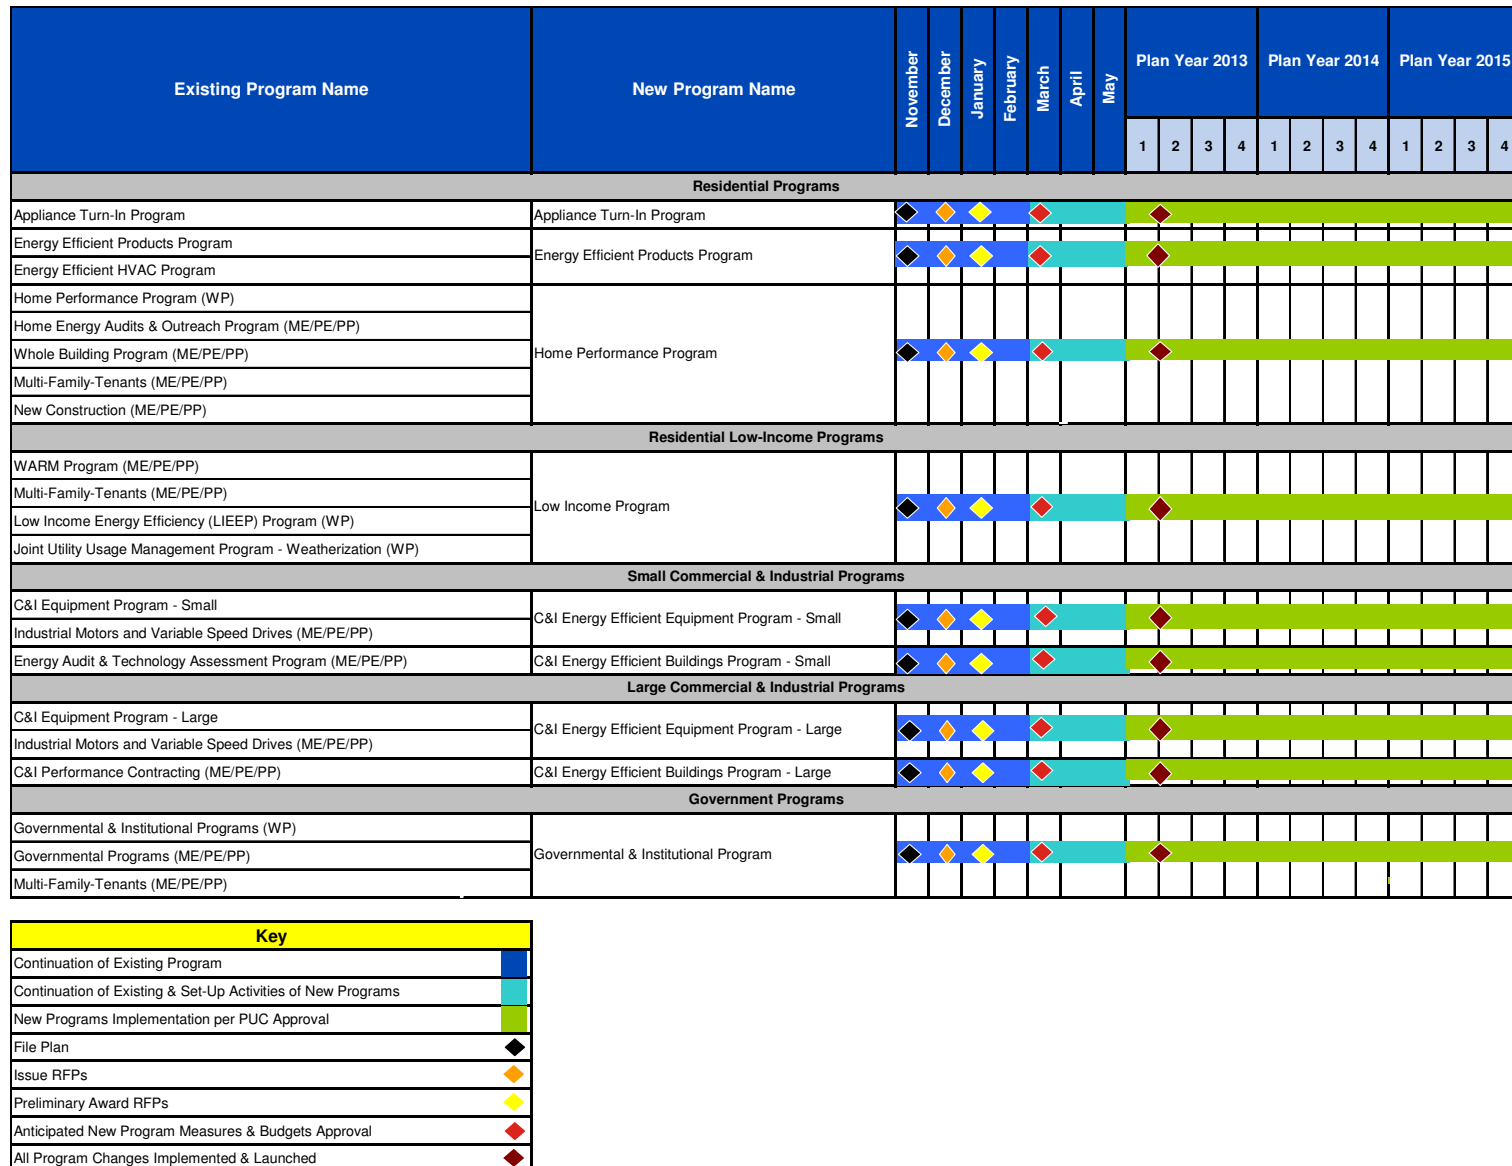 Existing Program Name
New Program Name
November
December
January
February
March
April
May
Plan Year 2013
Plan Year 2014
Plan Year 2015
1 2 3 4 1 2 3 4 1 2 3 4
Residential Programs
Appliance Turn-In Program
Appliance Turn-In Program
Energy Efficient Products Program
Energy Efficient HVAC Program
Energy Efficient Products Program
Home Performance Program (WP)
Home Energy Audits & Outreach Program (ME/PE/PP)
Whole Building Program (ME/PE/PP)
Multi-Family-Tenants (ME/PE/PP)
New Construction (ME/PE/PP)
Home Performance Program
Residential Low-Income Programs
WARM Program (ME/PE/PP)
Multi-Family-Tenants (ME/PE/PP)
Low Income Energy Efficiency (LIEEP) Program (WP)
Joint Utility Usage Management Program - Weatherization (WP)
Low Income Program
Small Commercial & Industrial Programs
C&I Equipment Program - Small
Industrial Motors and Variable Speed Drives (ME/PE/PP)
C&I Energy Efficient Equipment Program - Small
Energy Audit & Technology Assessment Program (ME/PE/PP)
C&I Energy Efficient Buildings Program - Small
Large Commercial & Industrial Programs
C&I Equipment Program - Large
Industrial Motors and Variable Speed Drives (ME/PE/PP)
C&I Energy Efficient Equipment Program - Large
C&I Performance Contracting (ME/PE/PP)
C&I Energy Efficient Buildings Program - Large
Government Programs
Governmental & Institutional Programs (WP)
Governmental Programs (ME/PE/PP)
Multi-Family-Tenants (ME/PE/PP)
Governmental & Institutional Program
Key
Continuation of Existing Program
Continuation of Existing & Set-Up Activities of New Programs
New Programs Implementation per PUC Approval
File Plan
Issue RFPs
Preliminary Award RFPs
Anticipated New Program Measures & Budgets Approval
All Program Changes Implemented & Launched